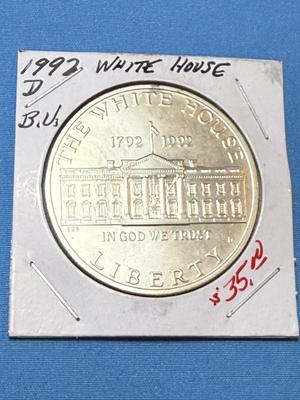 1992 WHITE HOUSE
D
B.U.
THE WHITE HOUSE
1792 1992
IN GOD WE TRUST
LIBERTY
$35.00